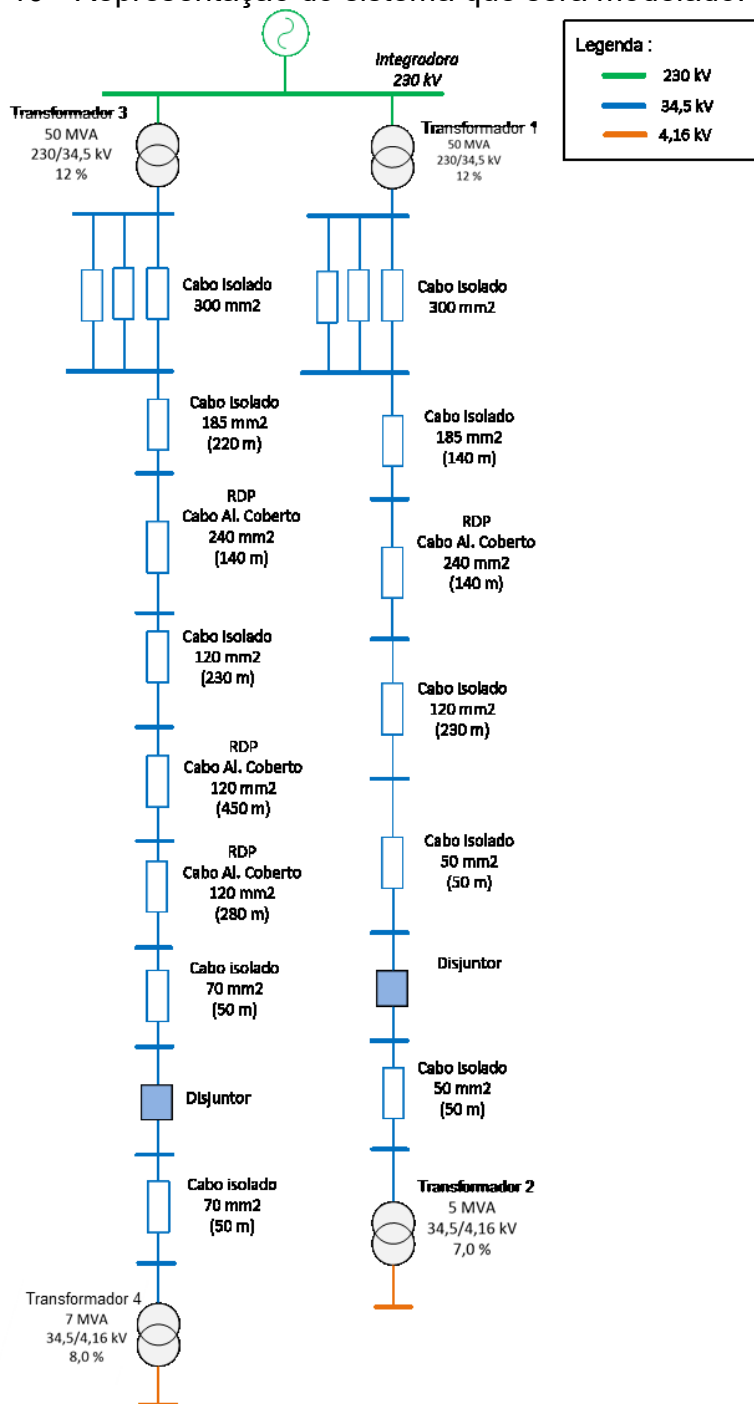 Representação do sistema que será modelado.
Integradora
230 kV
Legenda :
230 kV
34,5 kV
4,16 kV
Transformador 3
50 MVA
230/34,5 kV
12 %
Cabo Isolado
300 mm2
Cabo Isolado
185 mm2
(220 m)
RDP
Cabo Al. Coberto
240 mm2
(140 m)
Cabo Isolado
120 mm2
(230 m)
RDP
Cabo Al. Coberto
120 mm2
(450 m)
RDP
Cabo Al. Coberto
120 mm2
(280 m)
Cabo isolado
70 mm2
(50 m)
Disjuntor
Cabo isolado
70 mm2
(50 m)
Transformador 4
7 MVA
34,5/4,16 kV
8,0 %
Transformador 1
50 MVA
230/34,5 kV
12 %
Cabo Isolado
300 mm2
Cabo Isolado
185 mm2
(140 m)
RDP
Cabo Al. Coberto
240 mm2
(140 m)
Cabo Isolado
120 mm2
(230 m)
Cabo Isolado
50 mm2
(50 m)
Disjuntor
Cabo Isolado
50 mm2
(50 m)
Transformador 2
5 MVA
34,5/4,16 kV
7,0 %